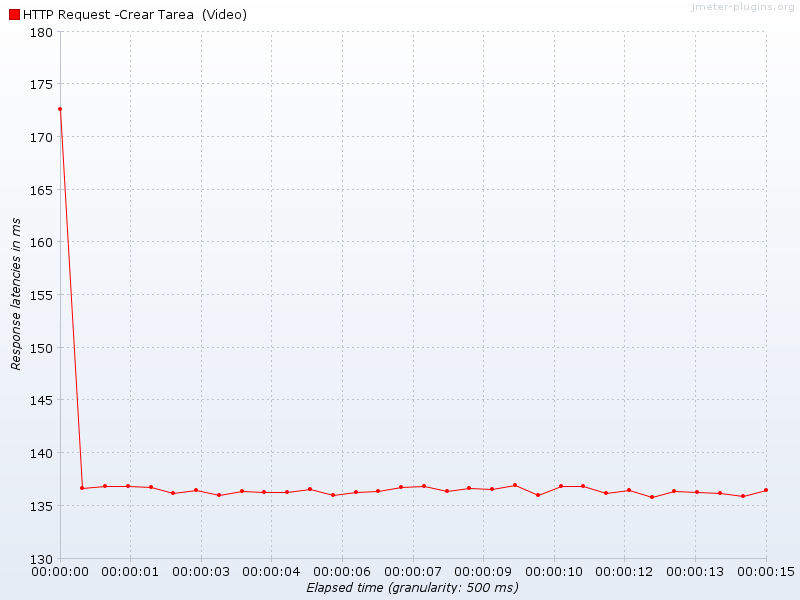 HTTP Request -Crear Tarea  (Video)
jmeter-plugins.org
180
175
170
165
160
155
150
145
140
135
130
Response latencies in ms
00:00:00 00:00:01 00:00:03 00:00:04 00:00:06 00:00:07 00:00:09 00:00:10 00:00:12 00:00:13 00:00:15
Elapsed time (granularity: 500 ms)